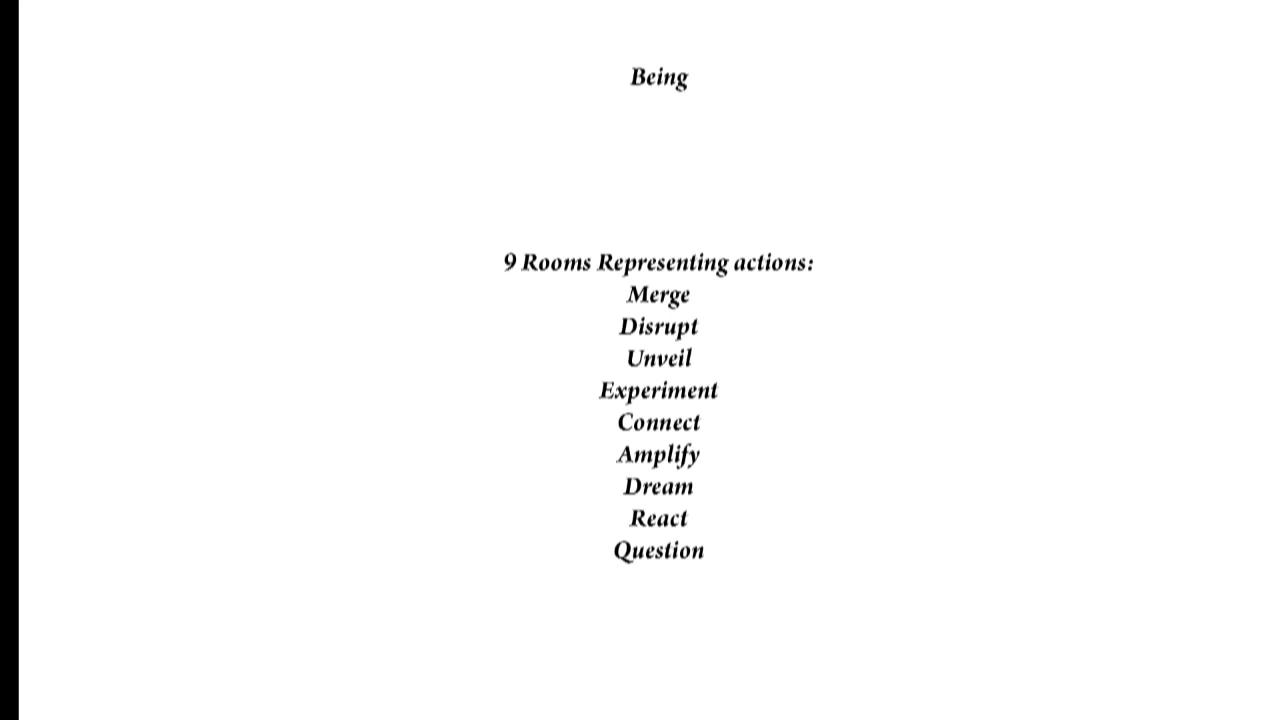 Being
9 Rooms Representing actions:
Merge
Disrupt
Unveil
Experiment
Connect
Amplify
Dream
React
Question